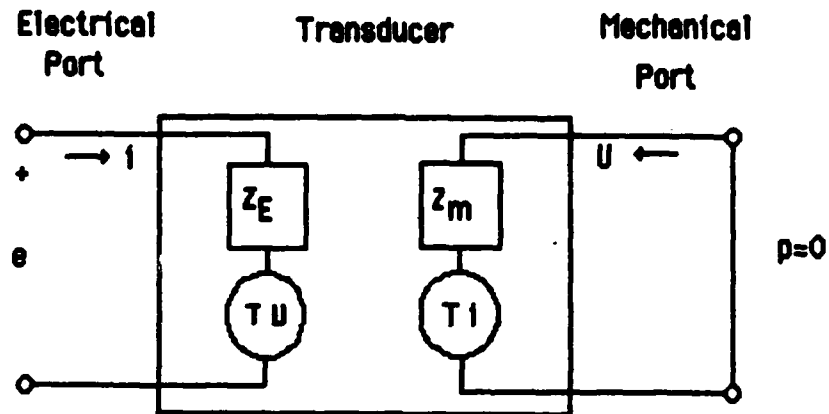 Electrical Port
Transducer
Mechanical Port
+
→ i
U ←
Z_E
Z_m
e
p=0
T U
T i